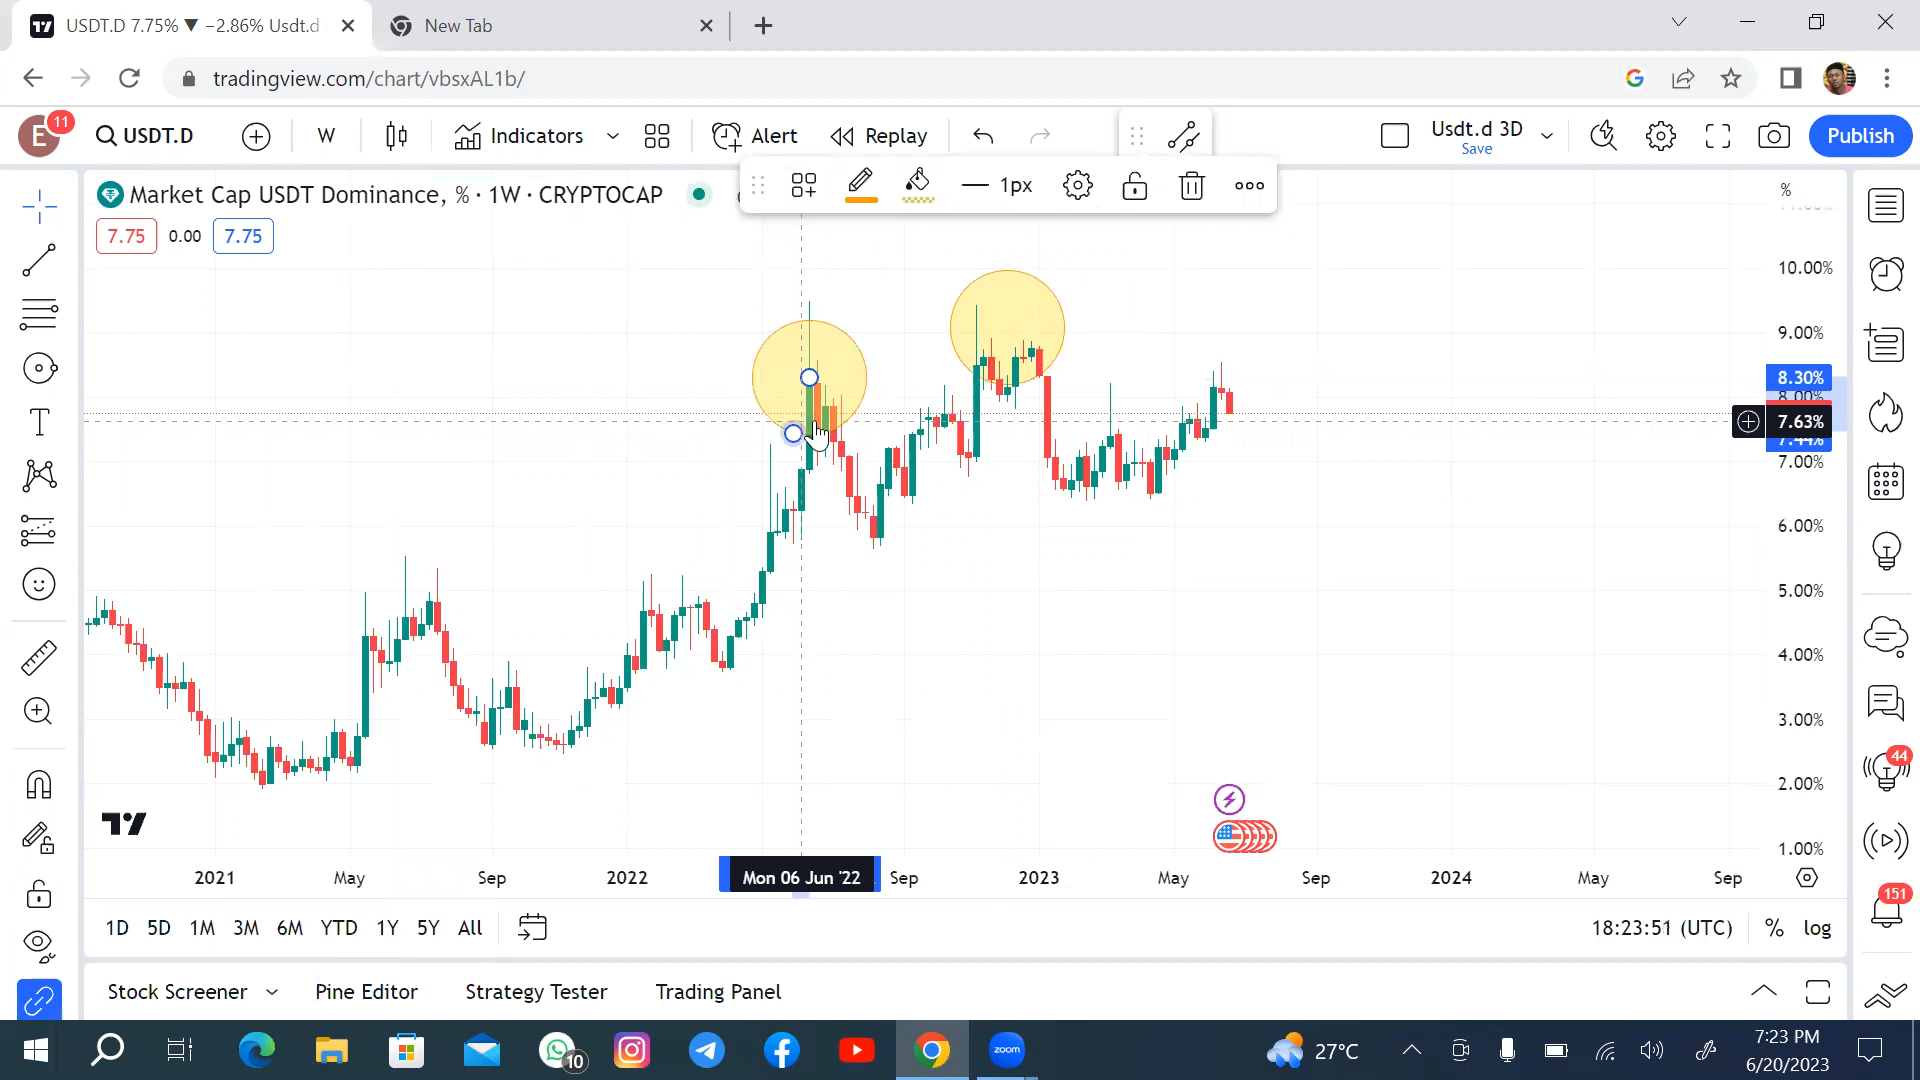 USDT.D 7.75% ▼ −2.86% Usdt.d
New Tab
tradingview.com/chart/vbsxAL1b/
E
11
USDT.D
W
Indicators
Alert
Replay
Usdt.d 3D
Save
Publish
1px
Market Cap USDT Dominance, % · 1W · CRYPTOCAP
7.75
0.00
7.75
%
10.00%
9.00%
8.30%
8.00%
7.63%
7.44%
7.00%
6.00%
5.00%
4.00%
3.00%
2.00%
1.00%
44
151
2021
May
Sep
2022
Mon 06 Jun '22
Sep
2023
May
Sep
2024
May
Sep
1D
5D
1M
3M
6M
YTD
1Y
5Y
All
18:23:51 (UTC)
%
log
Stock Screener
Pine Editor
Strategy Tester
Trading Panel
10
zoom
27°C
7:23 PM
6/20/2023